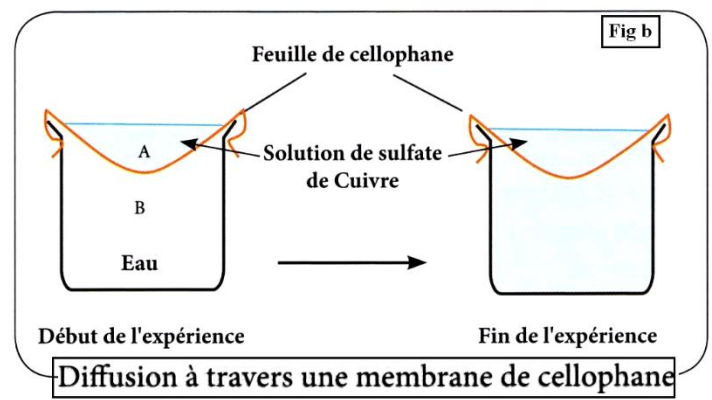 Fig b
Feuille de cellophane
A
Solution de sulfate
de Cuivre
B
Eau
Début de l'expérience
Fin de l'expérience
Diffusion à travers une membrane de cellophane